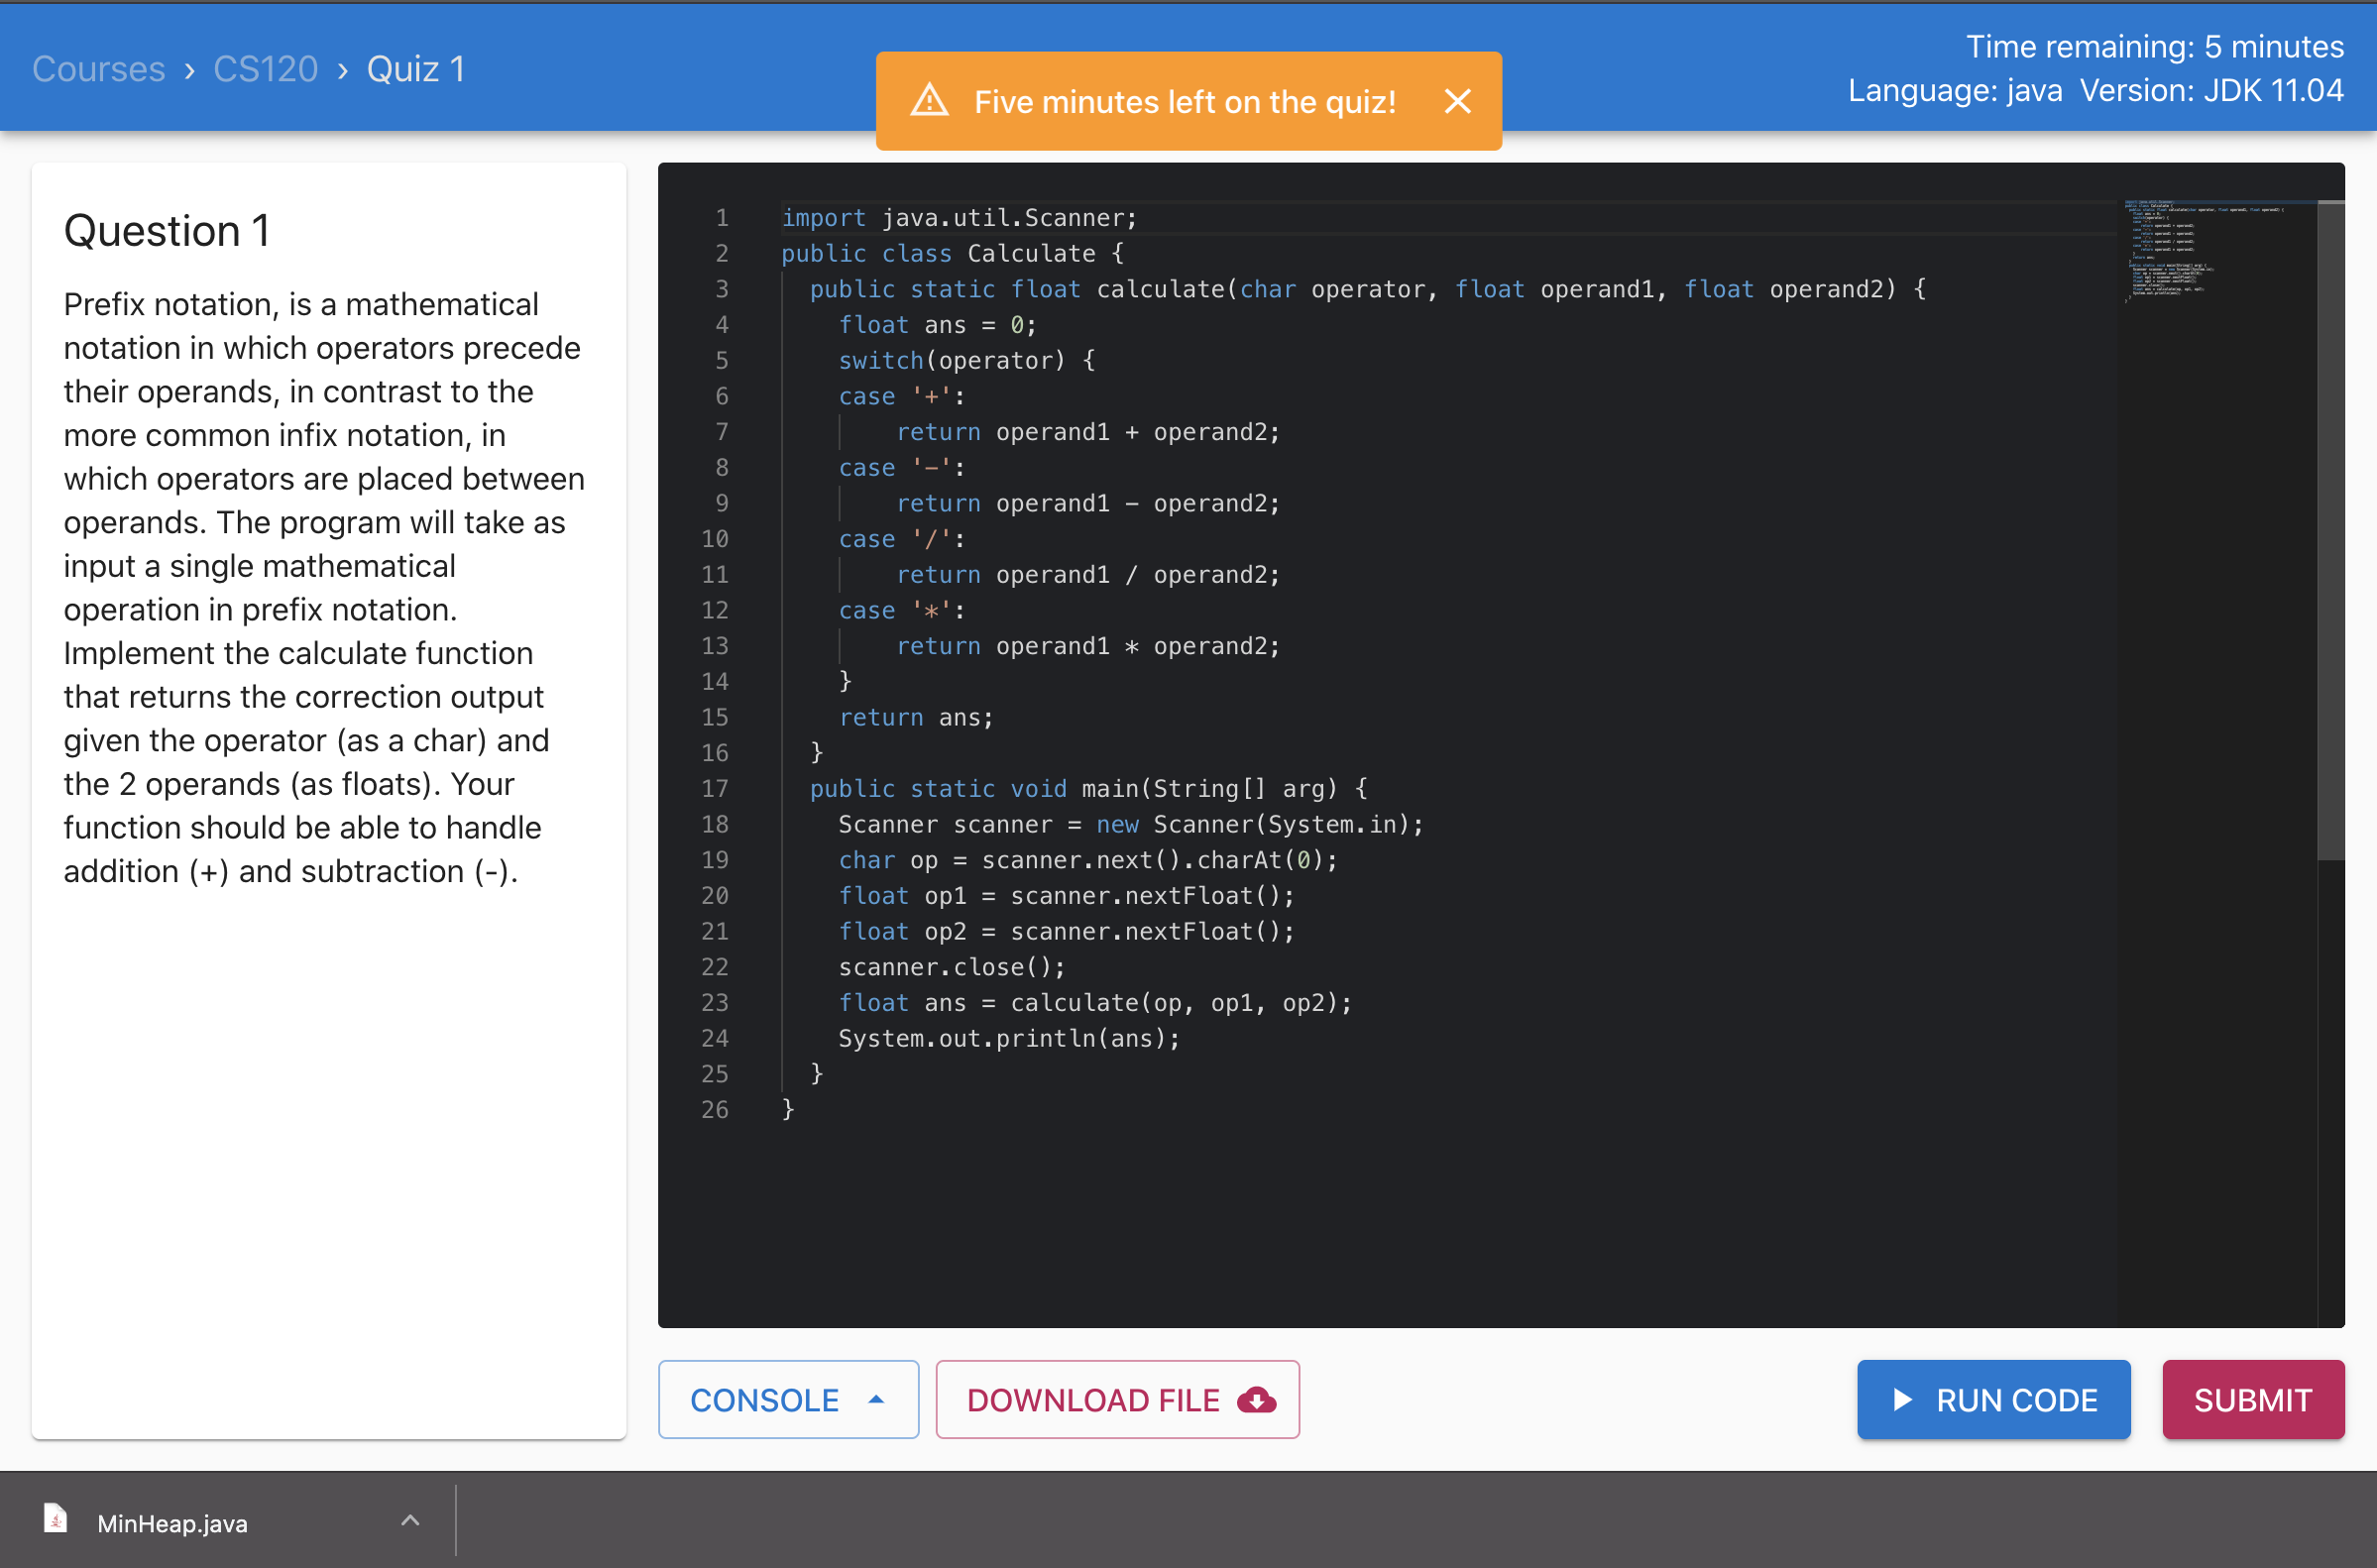 Courses › CS120 › Quiz 1
Five minutes left on the quiz!
Time remaining: 5 minutes
Language: java Version: JDK 11.04
Question 1
Prefix notation, is a mathematical
notation in which operators precede
their operands, in contrast to the
more common infix notation, in
which operators are placed between
operands. The program will take as
input a single mathematical
operation in prefix notation.
Implement the calculate function
that returns the correction output
given the operator (as a char) and
the 2 operands (as floats). Your
function should be able to handle
addition (+) and subtraction (-).
1 import java.util.Scanner;
2 public class Calculate {
3   public static float calculate(char operator, float operand1, float operand2) {
4     float ans = 0;
5     switch(operator) {
6     case '+':
7         return operand1 + operand2;
8     case '-':
9         return operand1 - operand2;
10     case '/':
11         return operand1 / operand2;
12     case '*':
13         return operand1 * operand2;
14     }
15     return ans;
16   }
17   public static void main(String[] arg) {
18     Scanner scanner = new Scanner(System.in);
19     char op = scanner.next().charAt(0);
20     float op1 = scanner.nextFloat();
21     float op2 = scanner.nextFloat();
22     scanner.close();
23     float ans = calculate(op, op1, op2);
24     System.out.println(ans);
25   }
26 }
CONSOLE
DOWNLOAD FILE
RUN CODE
SUBMIT
MinHeap.java